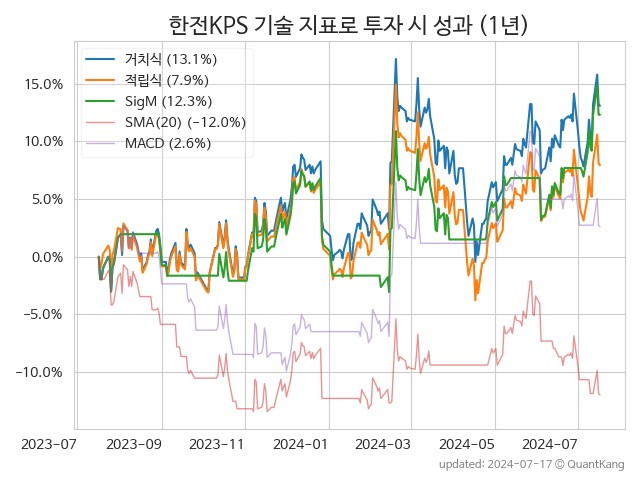 한전KPS 기술 지표로 투자 시 성과 (1년)
거치식 (13.1%)
적립식 (7.9%)
SigM (12.3%)
SMA(20) (−12.0%)
MACD (2.6%)
15.0%
10.0%
5.0%
0.0%
−5.0%
−10.0%
2023-07 2023-09 2023-11 2024-01 2024-03 2024-05 2024-07
updated: 2024-07-17 © QuantKang